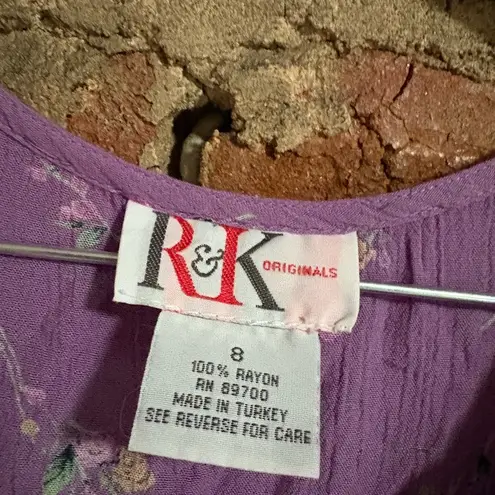 R&K ORIGINALS
8
100% RAYON
RN 89700
MADE IN TURKEY
SEE REVERSE FOR CARE